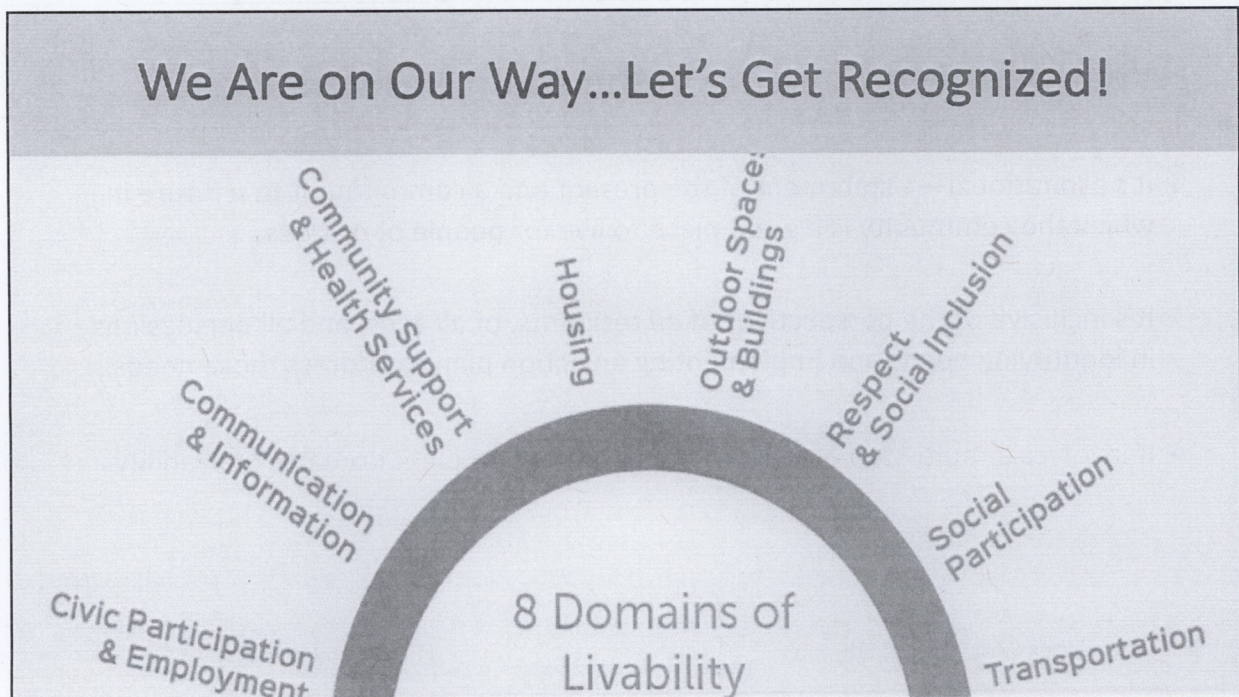 We Are on Our Way...Let's Get Recognized!
Civic Participation
& Employment
Communication
& Information
Community Support
& Health Services
Housing
Outdoor Spaces
& Buildings
Respect
& Social Inclusion
Social
Participation
Transportation
8 Domains of
Livability